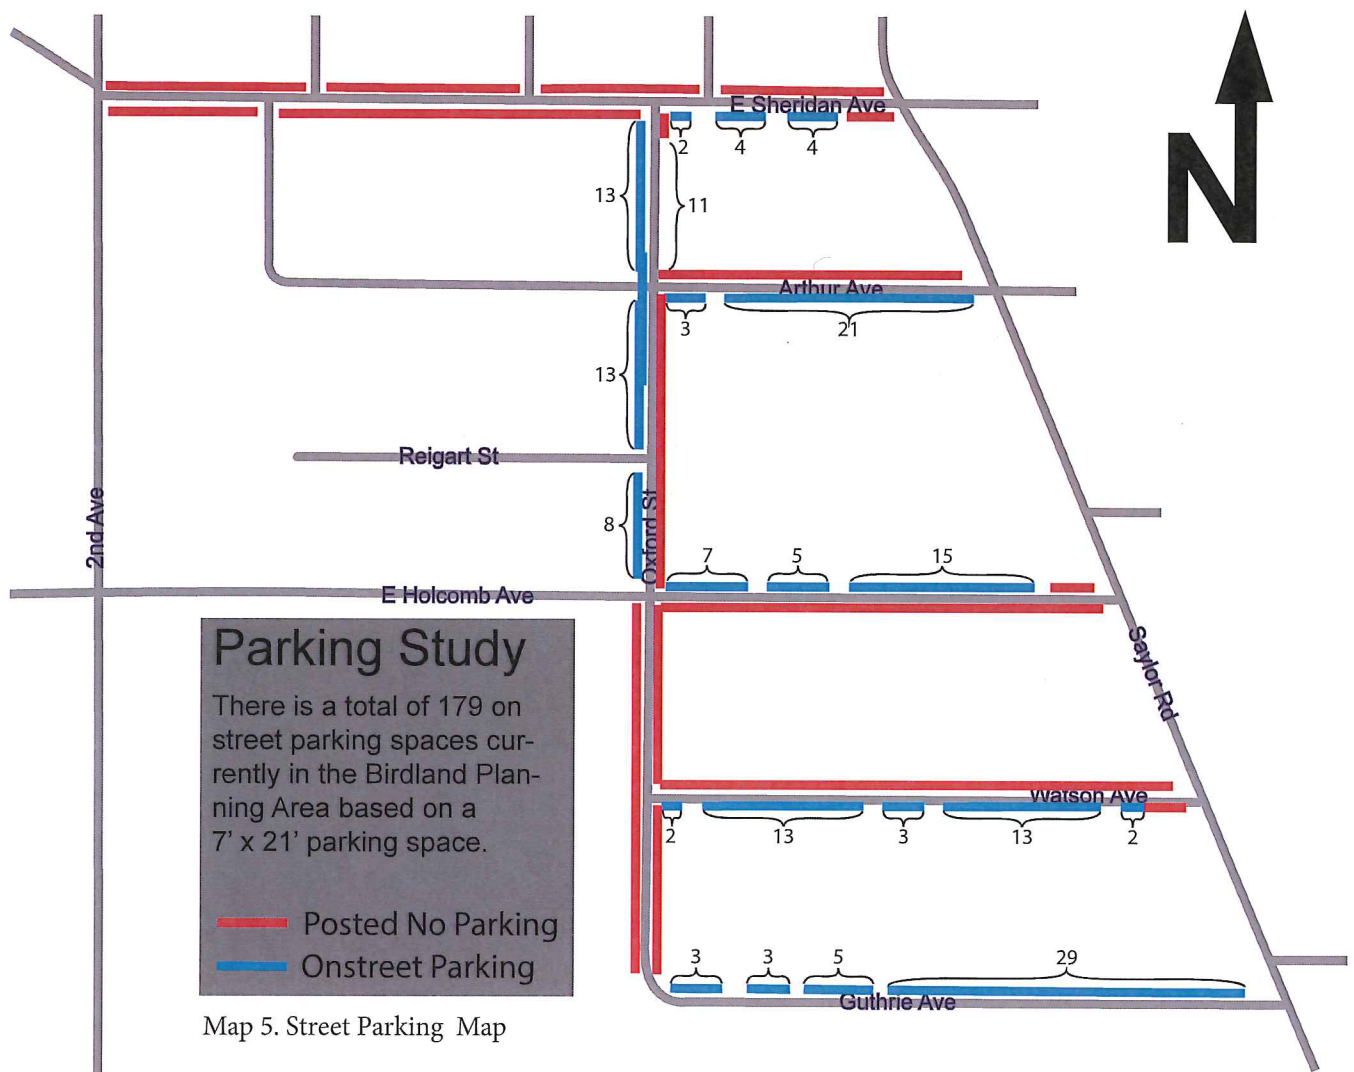 E Sheridan Ave
N
2
4
4
13
11
Arthur Ave
3
21
13
Reigart St
2nd Ave
8
Oxford St
7
5
15
E Holcomb Ave
Saylor Rd
Parking Study
There is a total of 179 on
street parking spaces cur-
rently in the Birdland Plan-
ning Area based on a
7' x 21' parking space.
Posted No Parking
Onstreet Parking
Watson Ave
2
13
3
13
2
3
3
5
29
Guthrie Ave
Map 5. Street Parking Map